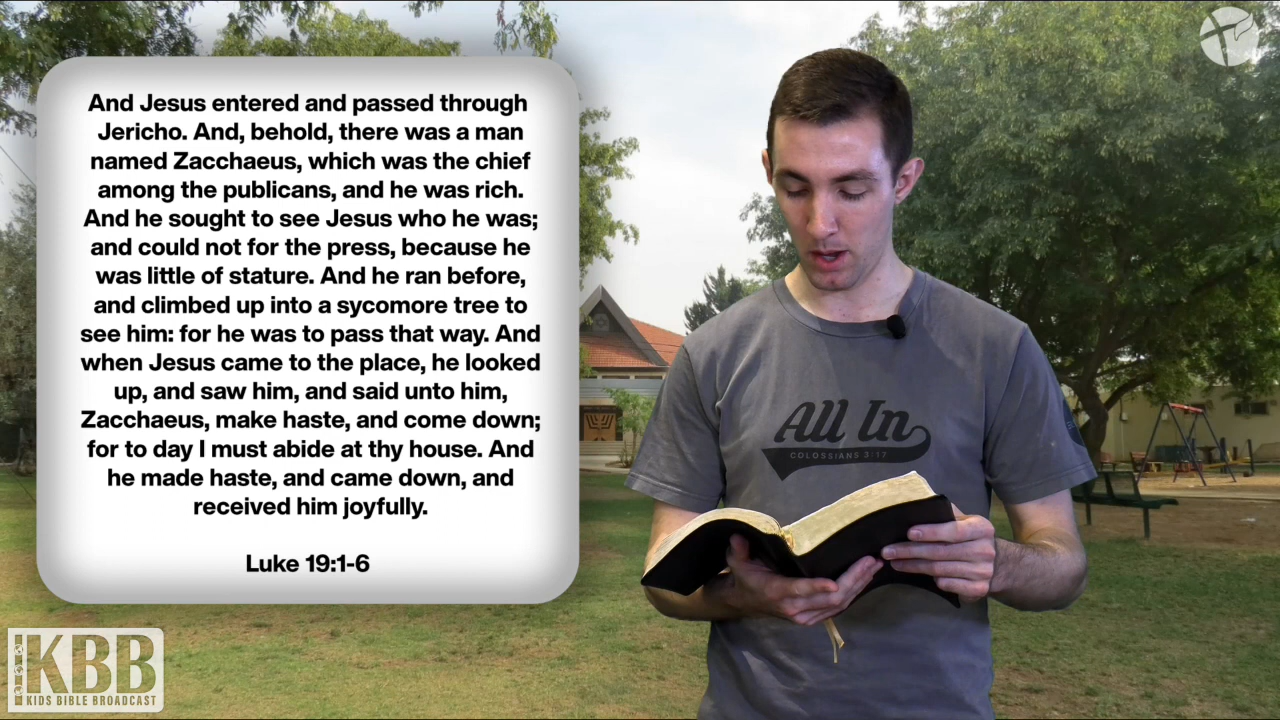 And Jesus entered and passed through
Jericho. And, behold, there was a man
named Zacchaeus, which was the chief
among the publicans, and he was rich.
And he sought to see Jesus who he was;
and could not for the press, because he
was little of stature. And he ran before,
and climbed up into a sycomore tree to
see him: for he was to pass that way. And
when Jesus came to the place, he looked
up, and saw him, and said unto him,
Zacchaeus, make haste, and come down;
for to day I must abide at thy house. And
he made haste, and came down, and
received him joyfully.
Luke 19:1-6
All In
COLOSSIANS 3:17
KBB
KIDS BIBLE BROADCAST